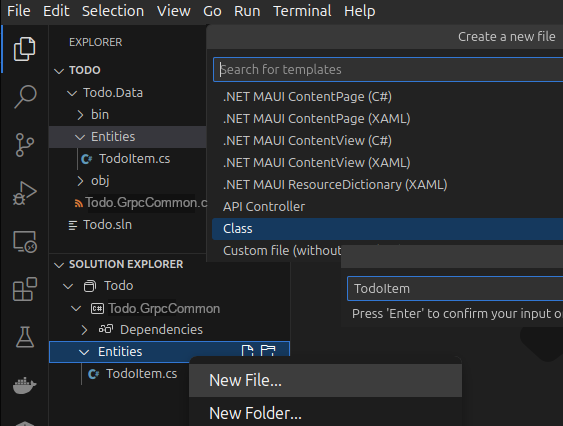 File Edit Selection View Go Run Terminal Help
EXPLORER
Create a new file
TODO
Search for templates
Todo.Data
.NET MAUI ContentPage (C#)
bin
.NET MAUI ContentPage (XAML)
Entities
.NET MAUI ContentView (C#)
TodoItem.cs
.NET MAUI ContentView (XAML)
obj
.NET MAUI ResourceDictionary (XAML)
Todo.GrpcCommon.c
API Controller
Todo.sln
Class
Custom file (withou
SOLUTION EXPLORER
Todo
TodoItem
Todo.GrpcCommon
Press 'Enter' to confirm your input o
Dependencies
Entities
TodoItem.cs
New File...
New Folder...